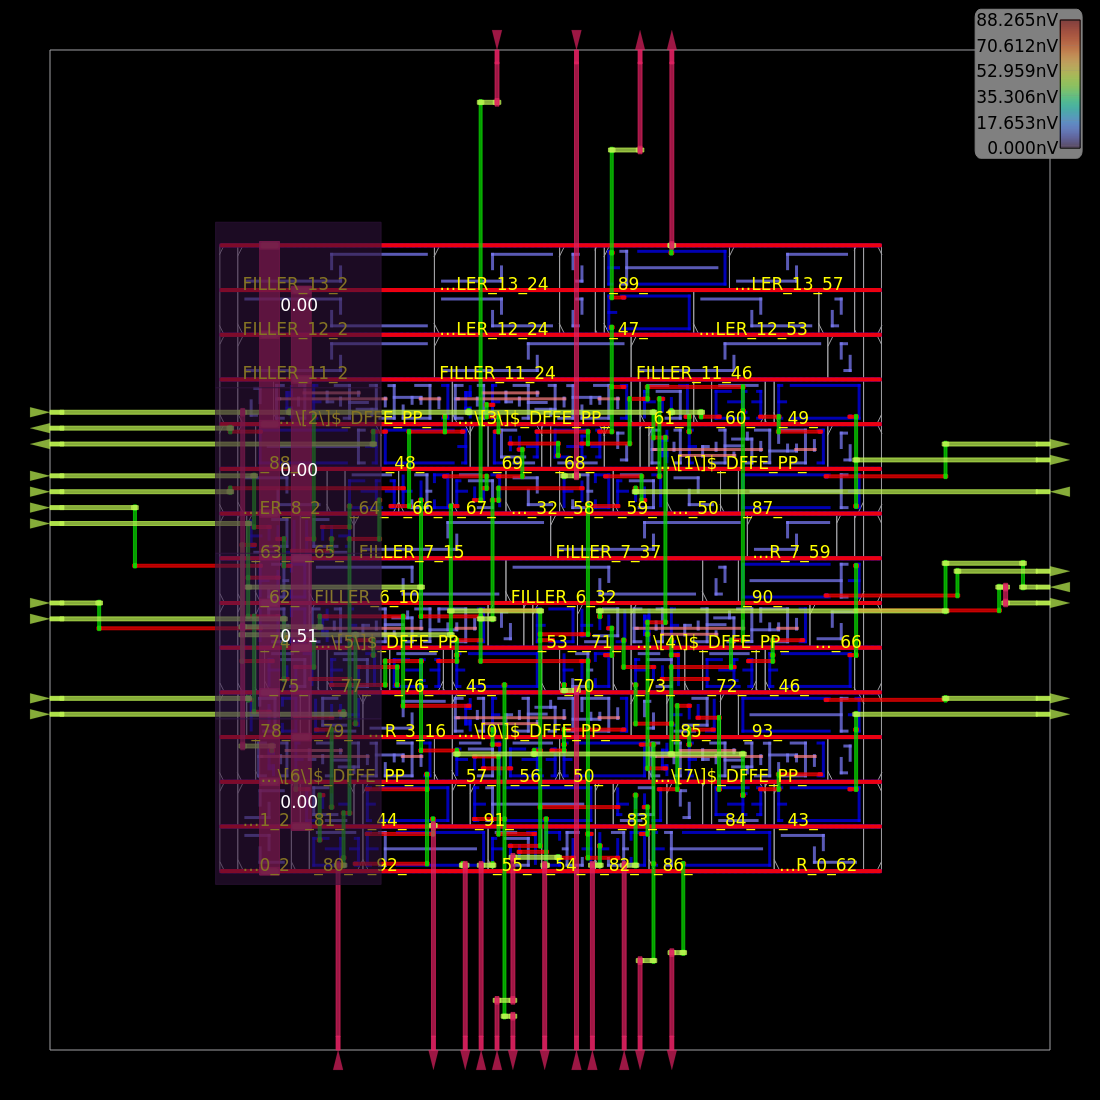 88.265nV
70.612nV
52.959nV
35.306nV
17.653nV
0.000nV
FILLER_13_2 ...LER_13_24 _89_ ...LER_13_57
0.00
FILLER_12_2 ...LER_12_24 _47_ ...LER_12_53
FILLER_11_2 FILLER_11_24 FILLER_11_46
...\[2\]$_DFFE_PP_ ...\[3\]$_DFFE_PP_ _61_ _60_ _49_
_88_ _48_ _69_ _68_ ...\[1\]$_DFFE_PP_
0.00
...ER_8_2 _64_ _66_ _67_ ..._32_ _58_ _59_ ..._50_ _87_
_63_ _65_ FILLER_7_15 FILLER_7_37 ...R_7_59
_62_ FILLER_6_10 FILLER_6_32 _90_
0.51
_74_ ...\[5\]$_DFFE_PP_ _53_ _71_ ...\[4\]$_DFFE_PP_ ..._66
_75_ _77_ _76_ _45_ _70_ _73_ _72_ _46_
_78_ _79_ ...R_3_16 ...\[0\]$_DFFE_PP_ _85_ _93_
...\[6\]$_DFFE_PP_ _57_ _56_ _50_ ...\[7\]$_DFFE_PP_
0.00
...1_2 _81_ _44_ _91_ _83_ _84_ _43_
...0_2 _80_ _92_ _55_ _54_ _82_ _86_ ...R_0_62